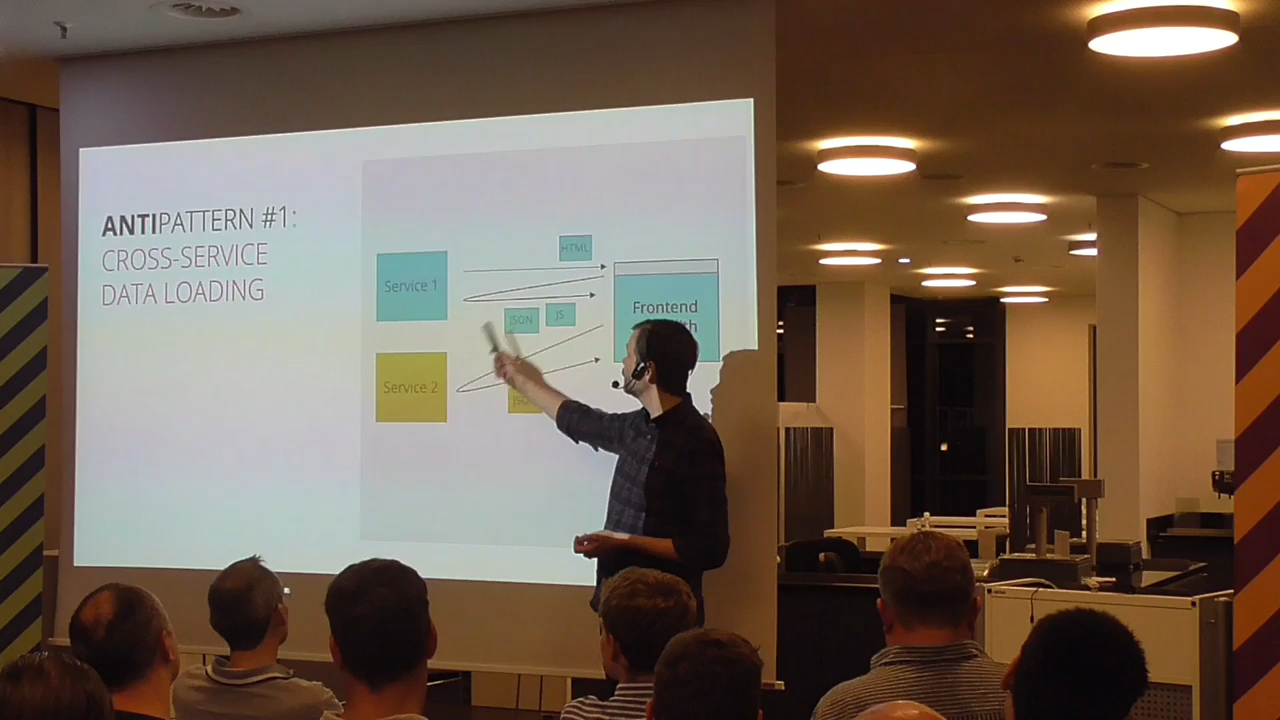 ANTIPATTERN #1:
CROSS-SERVICE
DATA LOADING
HTML
Service 1
JSON
JS
Frontend
Service 2